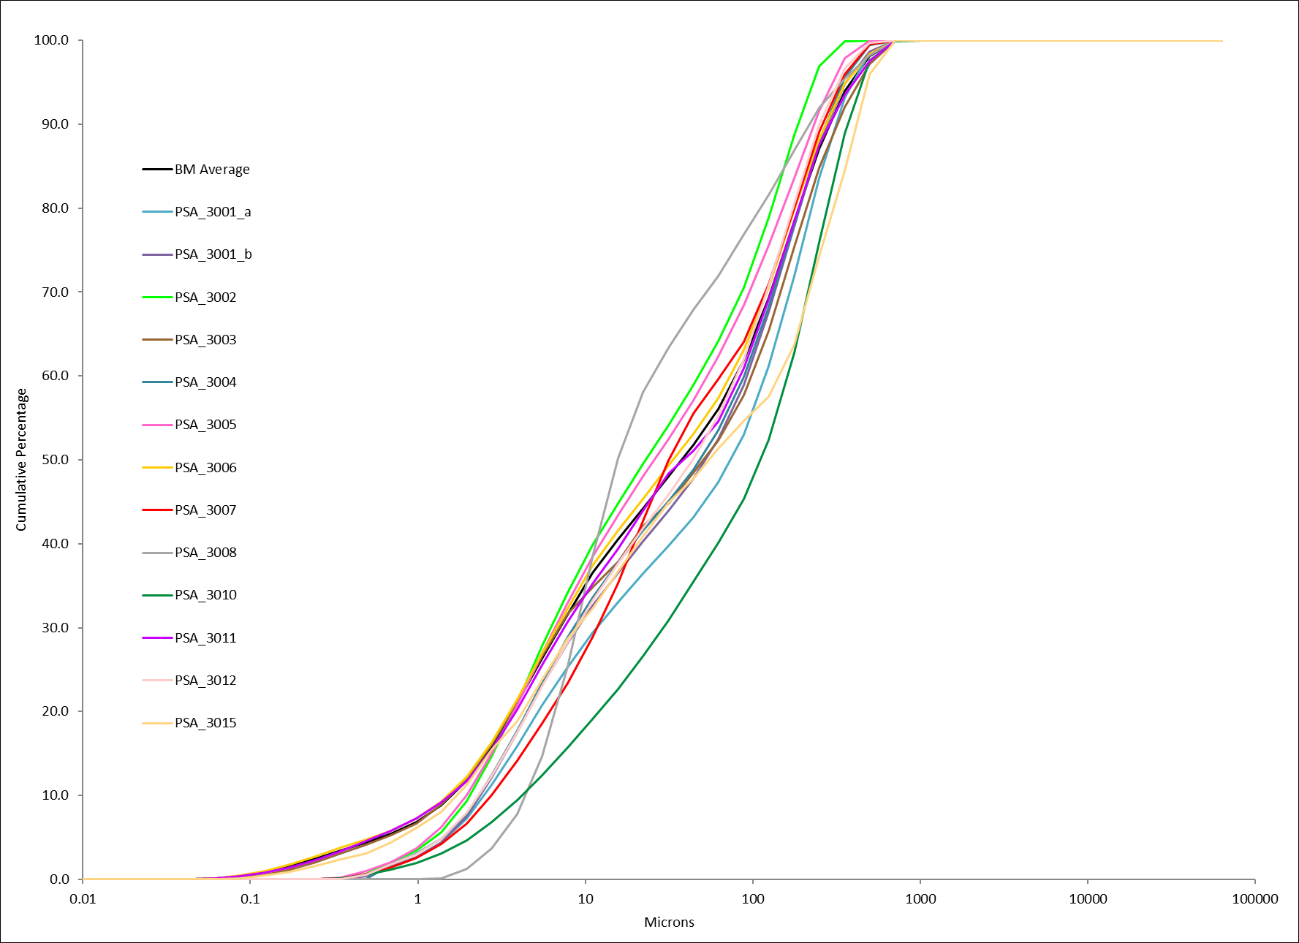 100.0
90.0
80.0
70.0
60.0
50.0
40.0
30.0
20.0
10.0
0.0
Cumulative Percentage
BM Average
PSA_3001_a
PSA_3001_b
PSA_3002
PSA_3003
PSA_3004
PSA_3005
PSA_3006
PSA_3007
PSA_3008
PSA_3010
PSA_3011
PSA_3012
PSA_3015
0.01 0.1 1 10 100 1000 10000 100000
Microns